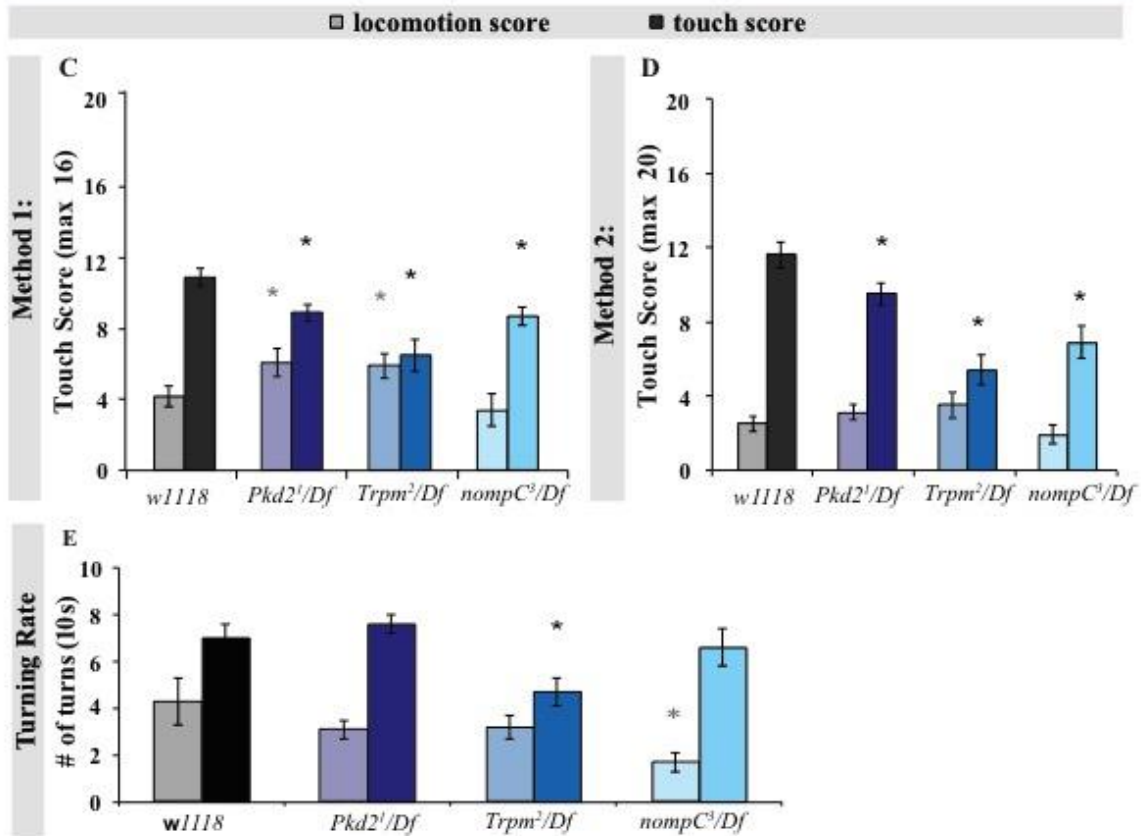 locomotion score touch score
Method 1:
C
Touch Score (max 16)
20
16
12
8
4
0
* * * * *
w1118 Pkd2¹/Df Trpm²/Df nompC³/Df
Method 2:
D
Touch Score (max 20)
20
16
12
8
4
0
* * *
w1118 Pkd2¹/Df Trpm²/Df nompC³/Df
Turning Rate
E
# of turns (10s)
10
8
6
4
2
0
* *
w1118 Pkd2¹/Df Trpm²/Df nompC³/Df